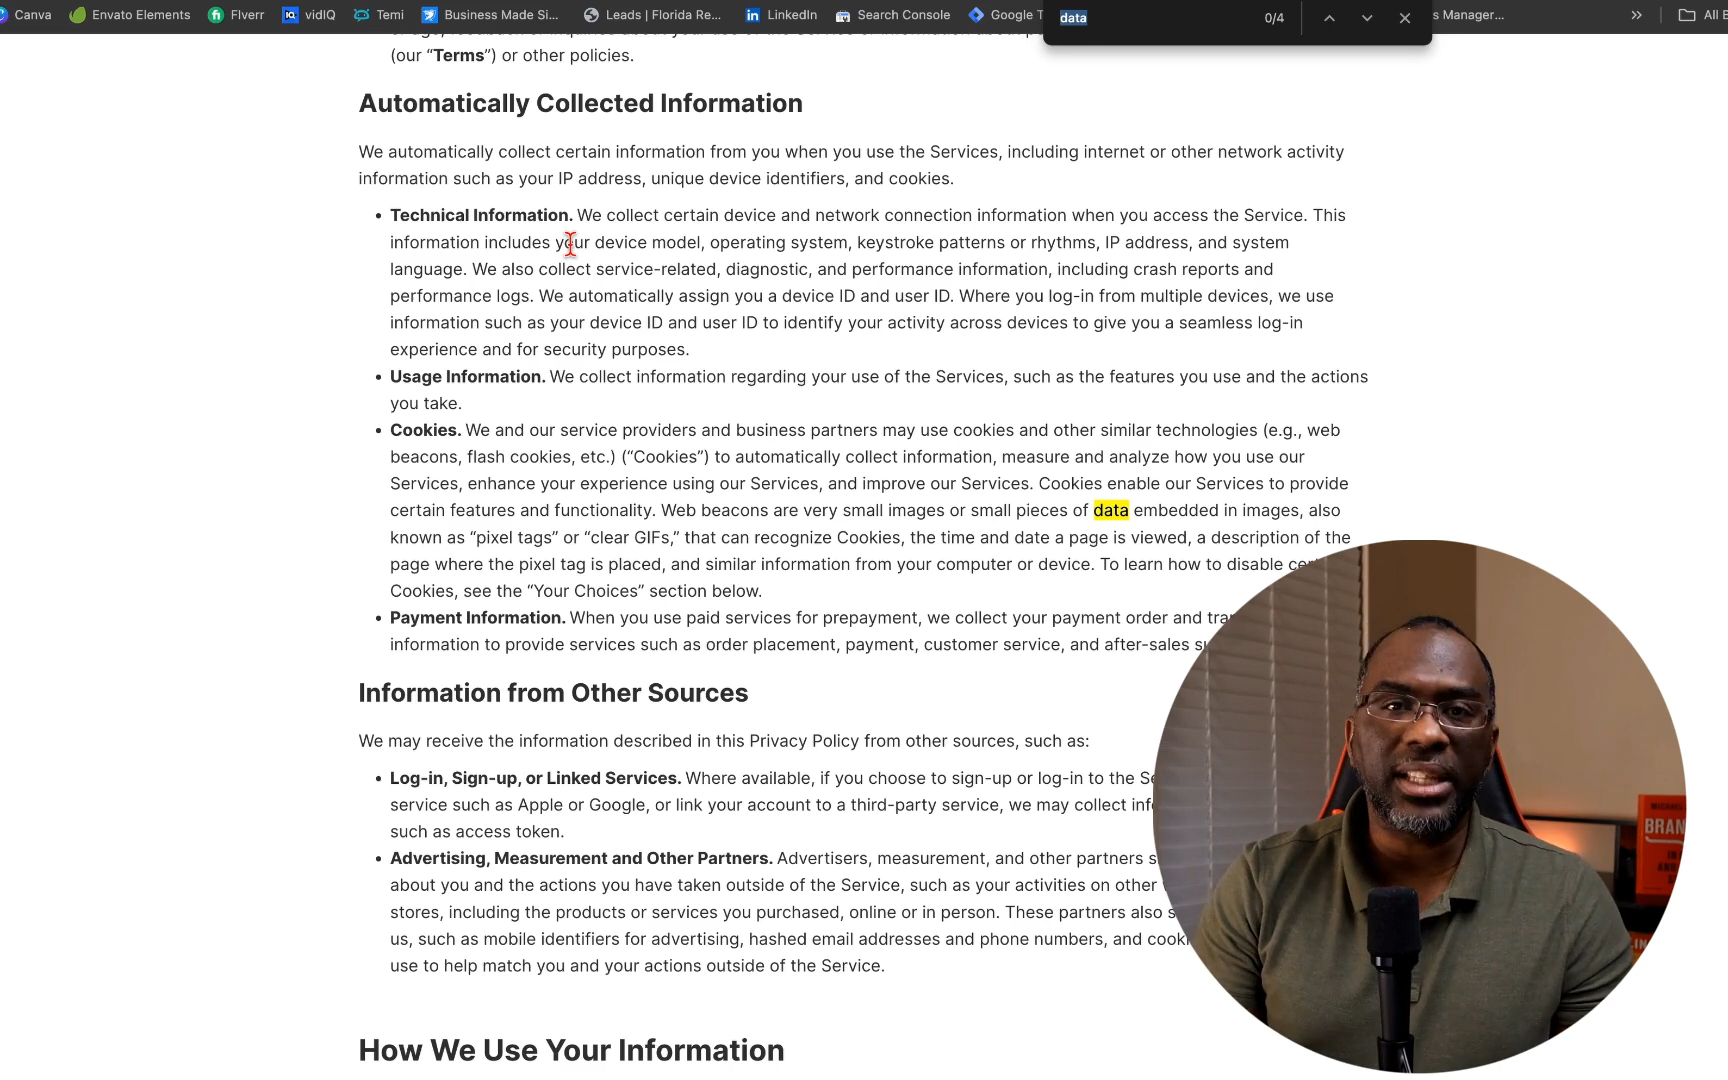 Canva Envato Elements FIverr vidIQ Temi Business Made Si... Leads | Florida Re... LinkedIn Search Console Google T data 0/4 s Manager... All B
(our “Terms”) or other policies.
Automatically Collected Information
We automatically collect certain information from you when you use the Services, including internet or other network activity
information such as your IP address, unique device identifiers, and cookies.
• Technical Information. We collect certain device and network connection information when you access the Service. This
information includes your device model, operating system, keystroke patterns or rhythms, IP address, and system
language. We also collect service-related, diagnostic, and performance information, including crash reports and
performance logs. We automatically assign you a device ID and user ID. Where you log-in from multiple devices, we use
information such as your device ID and user ID to identify your activity across devices to give you a seamless log-in
experience and for security purposes.
• Usage Information. We collect information regarding your use of the Services, such as the features you use and the actions
you take.
• Cookies. We and our service providers and business partners may use cookies and other similar technologies (e.g., web
beacons, flash cookies, etc.) (“Cookies”) to automatically collect information, measure and analyze how you use our
Services, enhance your experience using our Services, and improve our Services. Cookies enable our Services to provide
certain features and functionality. Web beacons are very small images or small pieces of data embedded in images, also
known as “pixel tags” or “clear GIFs,” that can recognize Cookies, the time and date a page is viewed, a description of the
page where the pixel tag is placed, and similar information from your computer or device. To learn how to disable
Cookies, see the “Your Choices” section below.
• Payment Information. When you use paid services for prepayment, we collect your payment order and
information to provide services such as order placement, payment, customer service, and after-sales
Information from Other Sources
We may receive the information described in this Privacy Policy from other sources, such as:
• Log-in, Sign-up, or Linked Services. Where available, if you choose to sign-up or log-in to the
service such as Apple or Google, or link your account to a third-party service, we may collect
such as access token.
• Advertising, Measurement and Other Partners. Advertisers, measurement, and other partners
about you and the actions you have taken outside of the Service, such as your activities on other
stores, including the products or services you purchased, online or in person. These partners also
us, such as mobile identifiers for advertising, hashed email addresses and phone numbers, and
use to help match you and your actions outside of the Service.
How We Use Your Information
MICHAEL
BRAN